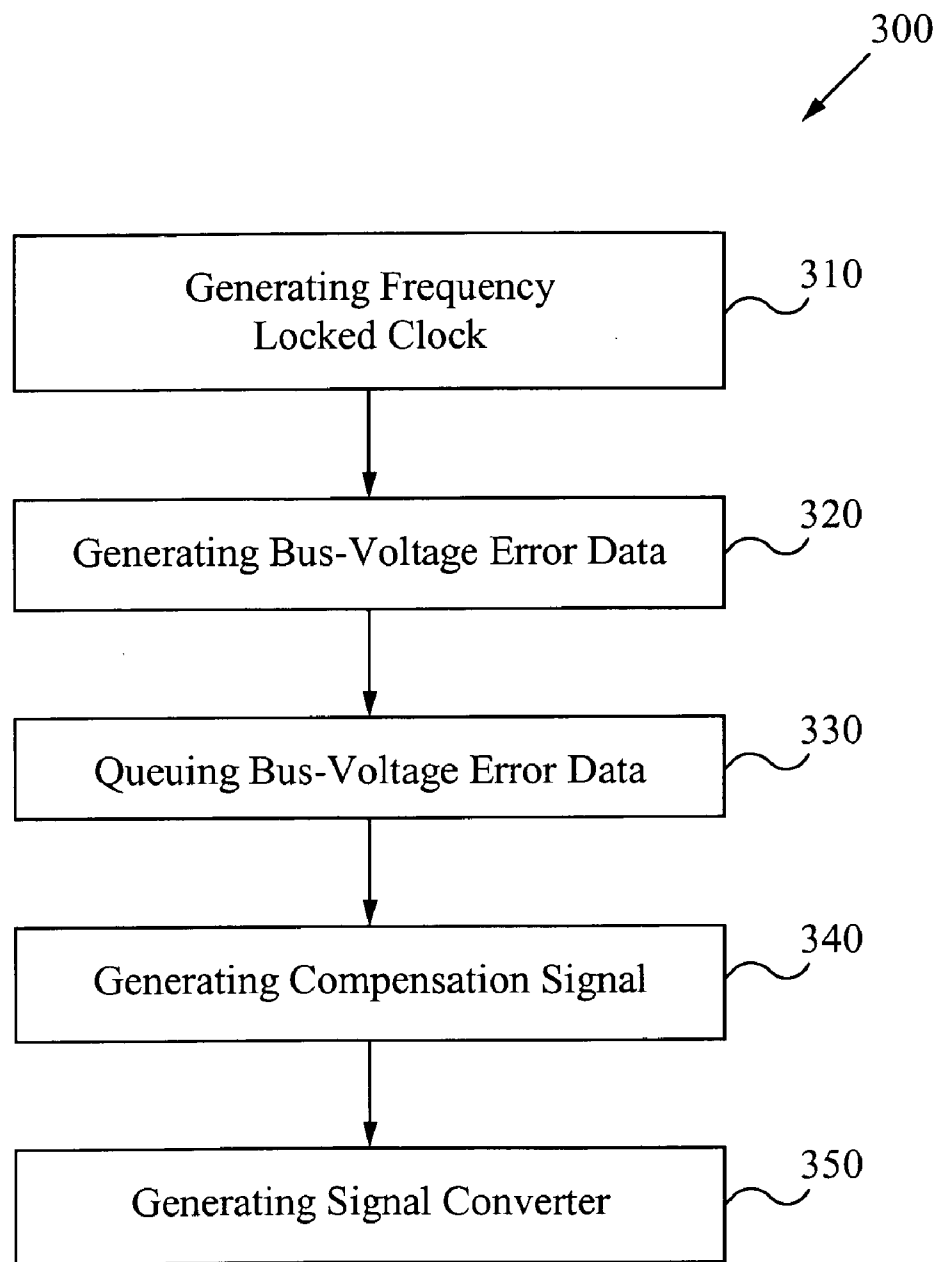 300
Generating Frequency
Locked Clock
310
Generating Bus-Voltage Error Data
320
Queuing Bus-Voltage Error Data
330
Generating Compensation Signal
340
Generating Signal Converter
350